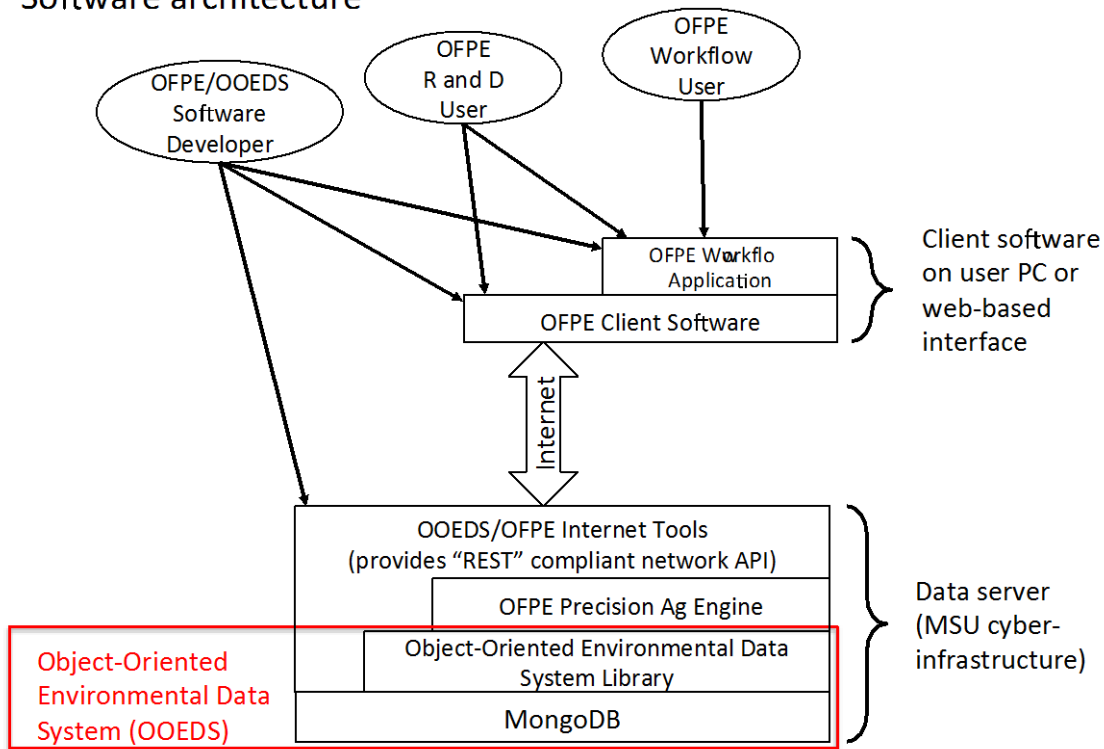 Software architecture
OFPE/OOEDS
Software
Developer
OFPE
R and D
User
OFPE
Workflow
User
OFPE Workflo
Application
OFPE Client Software
Client software
on user PC or
web-based
interface
Internet
OOEDS/OFPE Internet Tools
(provides “REST” compliant network API)
OFPE Precision Ag Engine
Object-Oriented Environmental Data
System Library
MongoDB
Data server
(MSU cyber-
infrastructure)
Object-Oriented
Environmental Data
System (OOEDS)